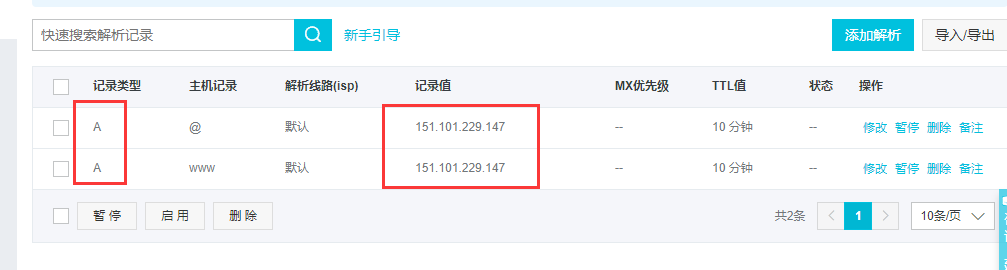 快速搜索解析记录 新手引导 添加解析 导入/导出
记录类型 主机记录 解析线路(isp) 记录值 MX优先级 TTL值 状态 操作
A @ 默认 151.101.229.147 -- 10 分钟 -- 修改 暂停 删除 备注
A www 默认 151.101.229.147 -- 10 分钟 -- 修改 暂停 删除 备注
暂 停 启 用 删 除 共2条 < 1 > 10条/页